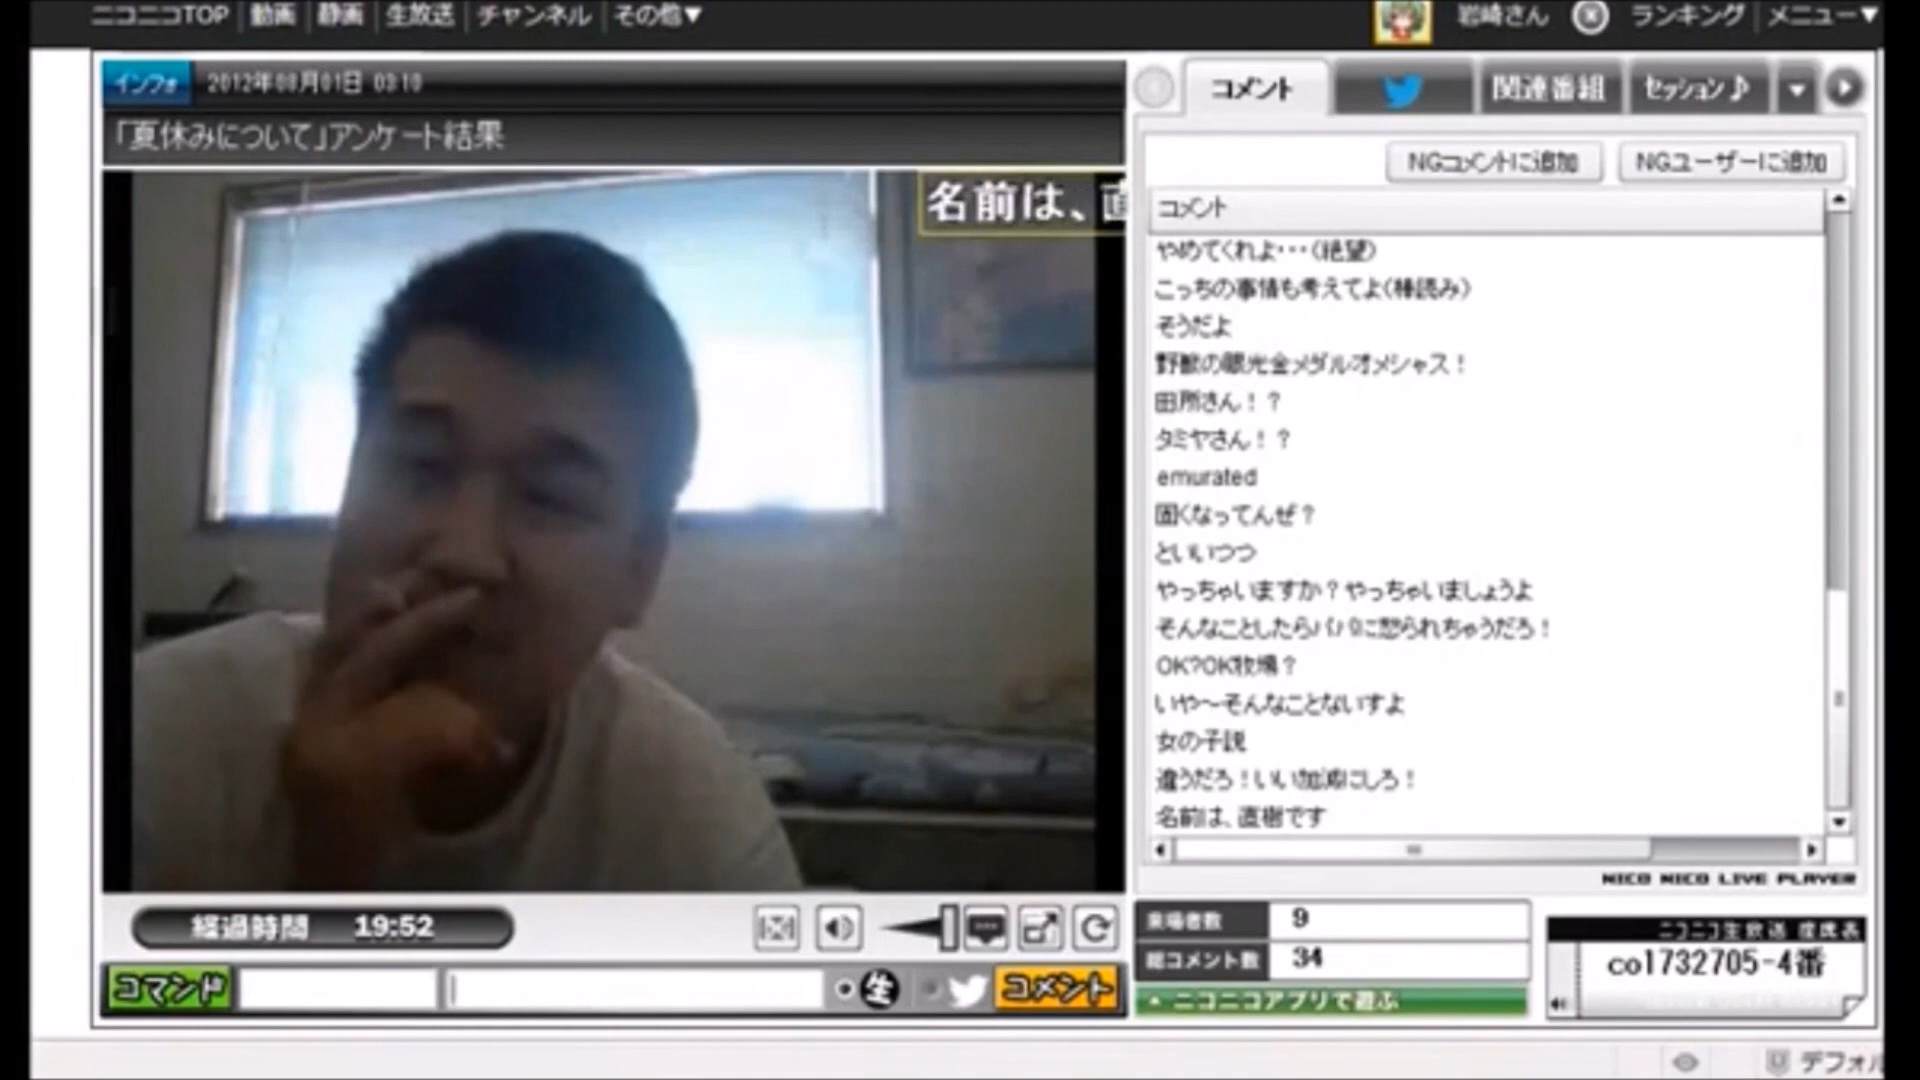 ニコニコTOP 動画 静画 生放送 チャンネル その他▼ 岩崎さん ランキング メニュー▼
インフォ 2012年08月01日 03:10
「夏休みについて」アンケート結果
名前は、直
コメント 関連番組 セッション♪
NGコメントに追加 NGユーザーに追加
コメント
やめてくれよ・・・(絶望)
こっちの事情も考えてよ(棒読み)
そうだよ
野獣の眼光金メダルオメシャス！
田所さん！？
タミヤさん！？
emurated
固くなってんぜ？
といいつつ
やっちゃいますか？やっちゃいましょうよ
そんなことしたらパパに怒られちゃうだろ！
OK?OK牧場？
いや～そんなことないすよ
女の子説
違うだろ！いい加減にしろ！
名前は、直樹です
NICO NICO LIVE PLAYER
経過時間 19:52
コマンド 生 コメント
来場者数 9
総コメント数 34
ニコニコアプリで遊ぶ
ニコニコ生放送 座席表
co1732705-4番
デフォル